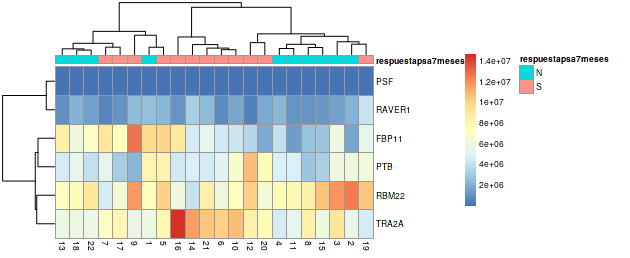 respuestapsa7meses
PSF
RAVER1
FBP11
PTB
RBM22
TRA2A
13 18 22 7 17 9 1 5 16 14 21 6 10 12 20 4 11 8 15 3 2 19
1.4e+07
1.2e+07
1e+07
8e+06
6e+06
4e+06
2e+06
respuestapsa7meses
N
S